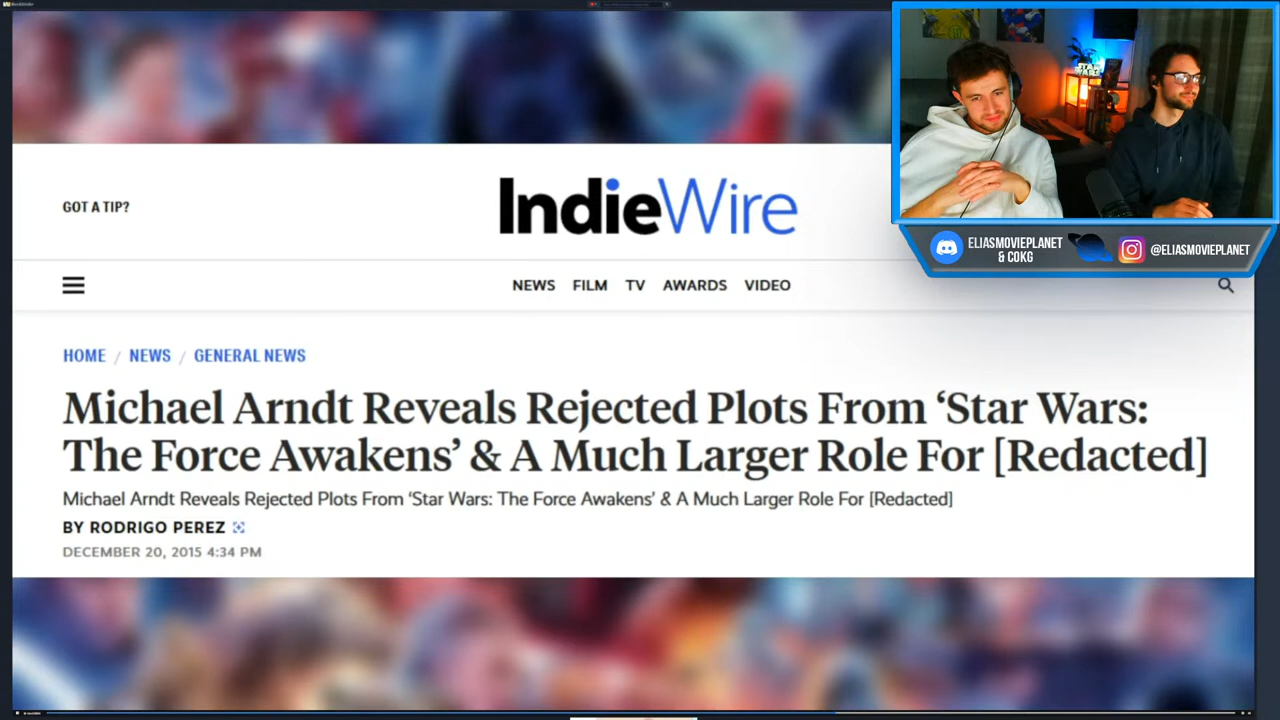 GOT A TIP?
IndieWire
ELIASMOVIEPLANET
& COKG
@ELIASMOVIEPLANET
NEWS FILM TV AWARDS VIDEO
HOME / NEWS / GENERAL NEWS
Michael Arndt Reveals Rejected Plots From ‘Star Wars:
The Force Awakens’ & A Much Larger Role For [Redacted]
Michael Arndt Reveals Rejected Plots From ‘Star Wars: The Force Awakens’ & A Much Larger Role For [Redacted]
BY RODRIGO PEREZ
DECEMBER 20, 2015 4:34 PM